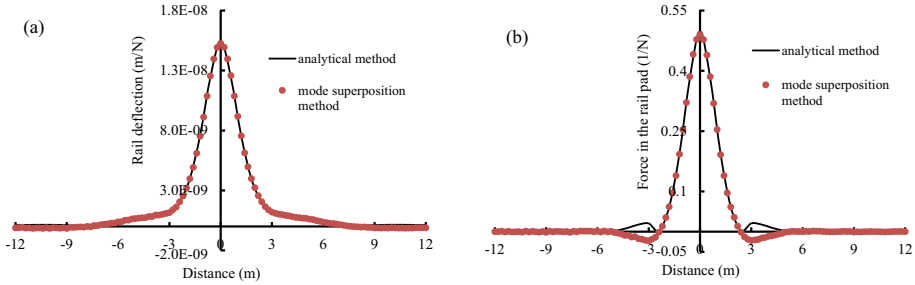 (a)
Rail deflection (m/N)
1.8E-08
1.3E-08
8.0E-09
3.0E-09
-2.0E-09
analytical method
mode superposition
method
-12 -9 -6 -3 0 3 6 9 12
Distance (m)
(b)
Force in the rail pad (1/N)
0.55
0.4
0.25
0.1
-0.05
analytical method
mode superposition
method
-12 -9 -6 -3 0 3 6 9 12
Distance (m)